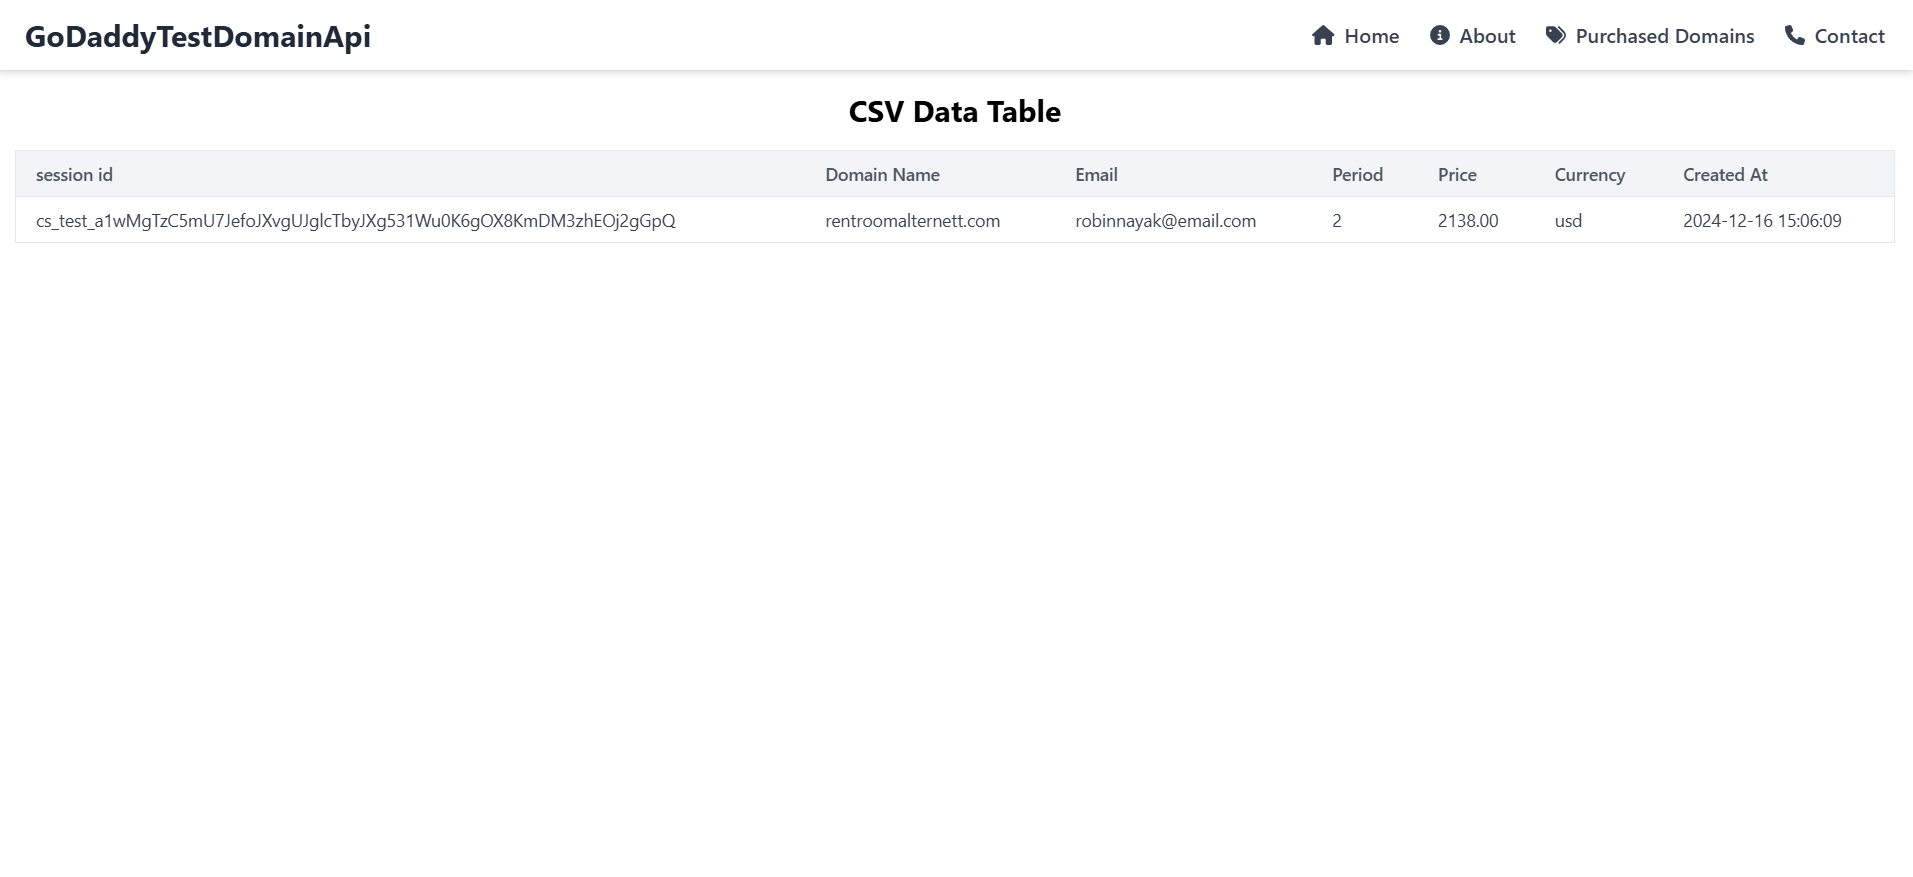 GoDaddyTestDomainApi Home About Purchased Domains Contact
CSV Data Table
session id Domain Name Email Period Price Currency Created At
cs_test_a1wMgTzC5mU7JefoJXvgUJglcTbyJXg531Wu0K6gOX8KmDM3zhEOj2gGpQ rentroomalternett.com robinnayak@email.com 2 2138.00 usd 2024-12-16 15:06:09